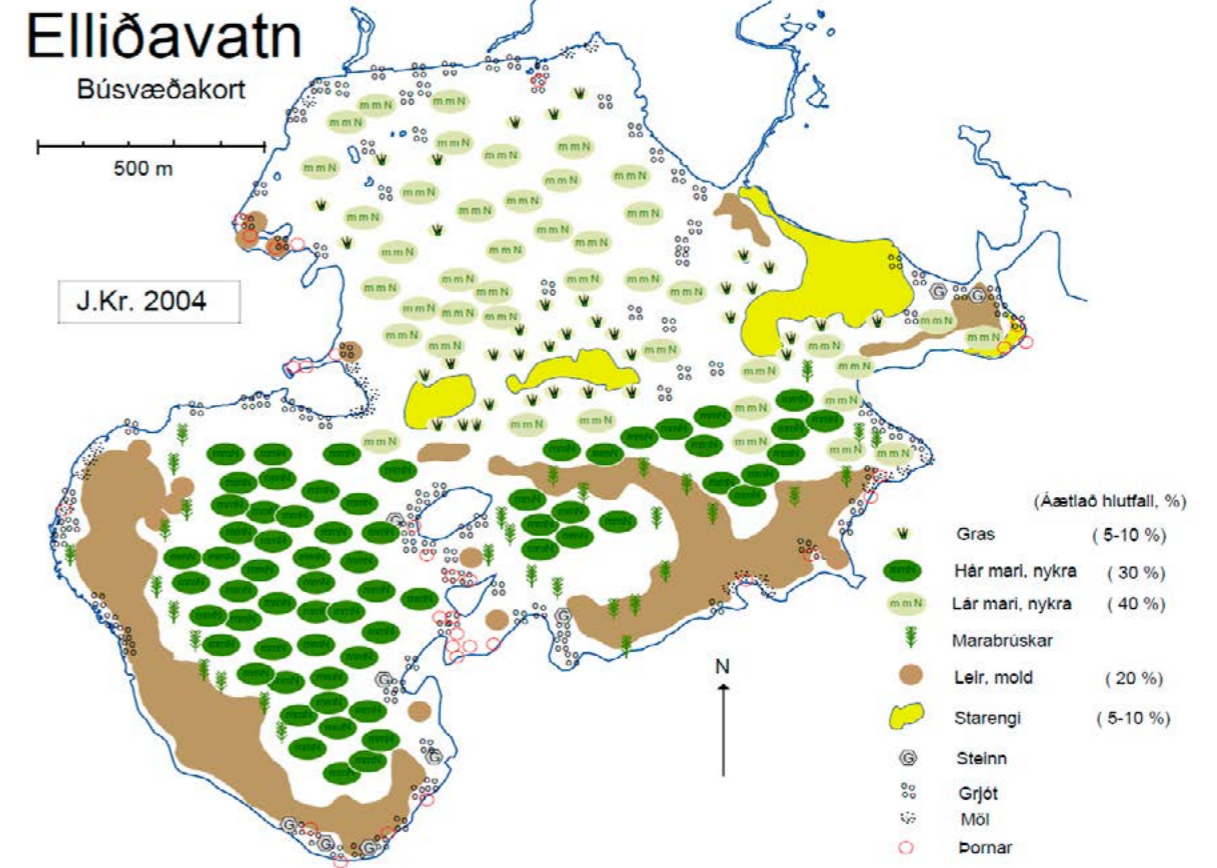 Elliðavatn
Búsvæðakort
500 m
J.Kr. 2004
N
(Áætlað hlutfall, %)
Gras ( 5-10 %)
Hár mari, nykra ( 30 %)
mmN Lár mari, nykra ( 40 %)
Marabrúskar
Leir, mold ( 20 %)
Starengi ( 5-10 %)
G Steinn
Grjót
Möl
Þornar